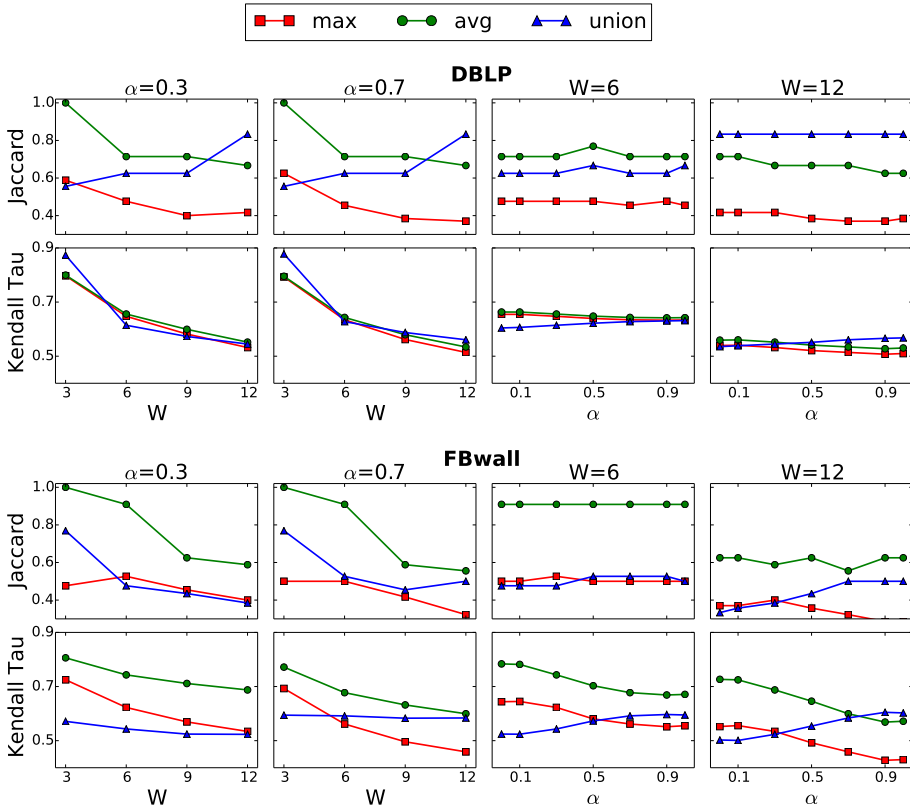 max avg union
DBLP
α=0.3 α=0.7 W=6 W=12
1.0
0.8
0.6
0.4
Jaccard
0.9
0.7
0.5
Kendall Tau
3 6 9 12 3 6 9 12 0.1 0.5 0.9 0.1 0.5 0.9
W W α α
FBwall
α=0.3 α=0.7 W=6 W=12
1.0
0.8
0.6
0.4
Jaccard
0.9
0.7
0.5
Kendall Tau
3 6 9 12 3 6 9 12 0.1 0.5 0.9 0.1 0.5 0.9
W W α α